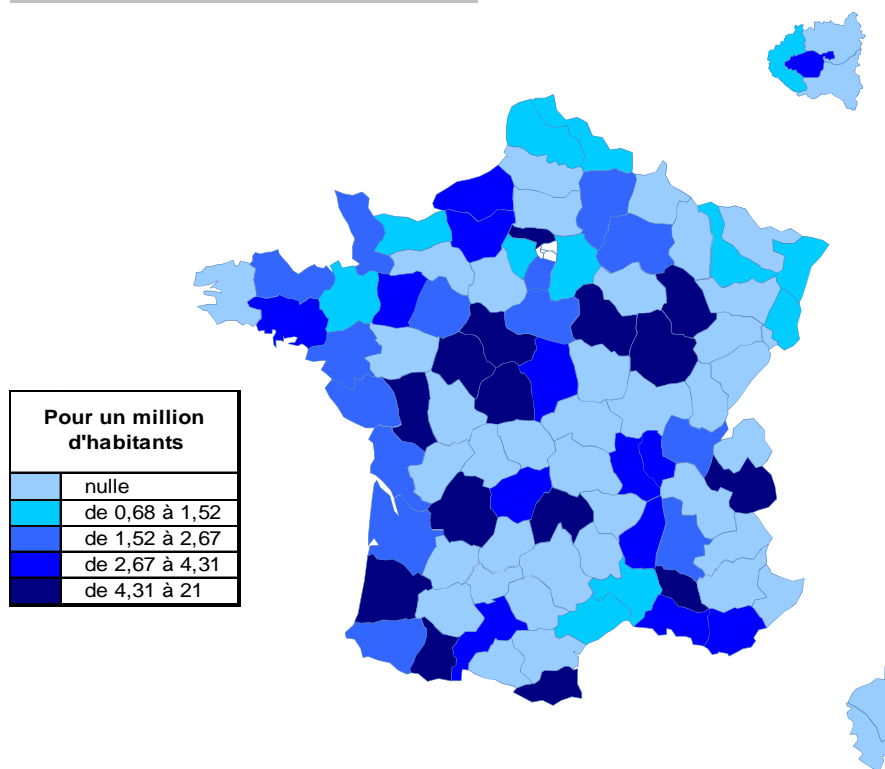 Pour un million
d'habitants
nulle
de 0,68 à 1,52
de 1,52 à 2,67
de 2,67 à 4,31
de 4,31 à 21